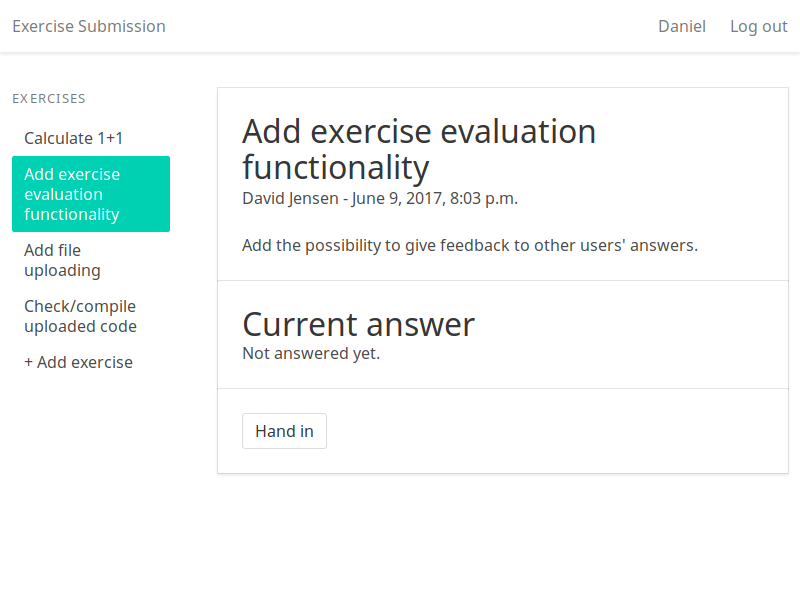 Exercise Submission
Daniel
Log out
EXERCISES
Calculate 1+1
Add exercise
evaluation
functionality
Add file
uploading
Check/compile
uploaded code
+ Add exercise
Add exercise evaluation
functionality
David Jensen - June 9, 2017, 8:03 p.m.
Add the possibility to give feedback to other users' answers.
Current answer
Not answered yet.
Hand in